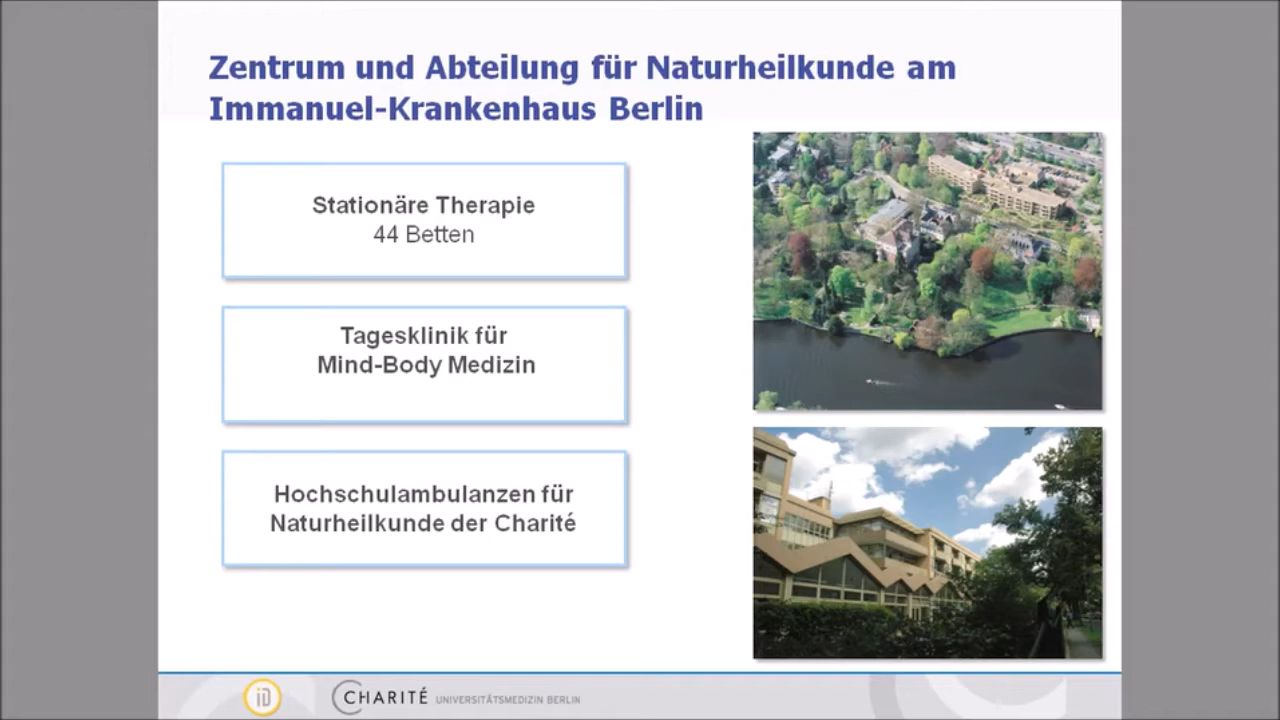 Zentrum und Abteilung für Naturheilkunde am
Immanuel-Krankenhaus Berlin
Stationäre Therapie
44 Betten
Tagesklinik für
Mind-Body Medizin
Hochschulambulanzen für
Naturheilkunde der Charité
iD
CHARITÉ UNIVERSITÄTSMEDIZIN BERLIN